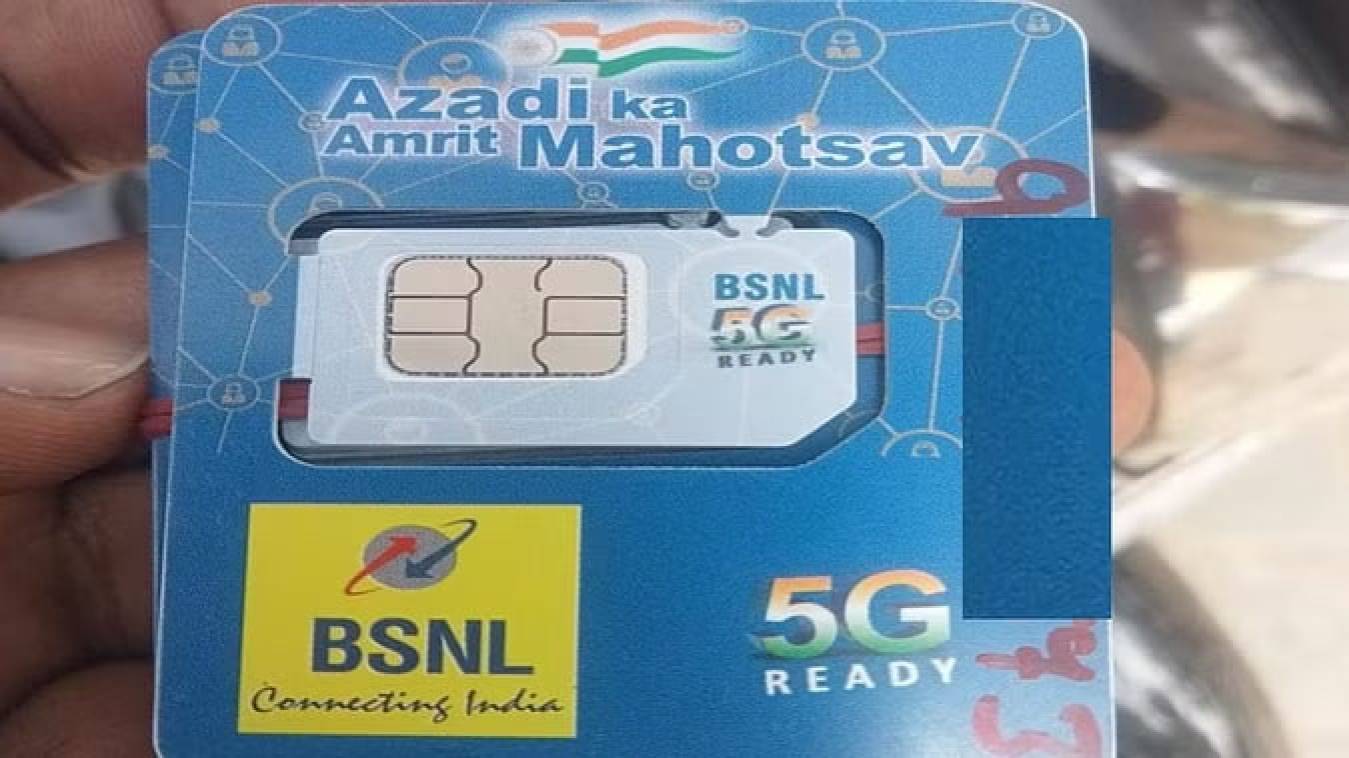 Azadi ka
Amrit Mahotsav
BSNL
5G
READY
BSNL
Connecting India
5G
READY